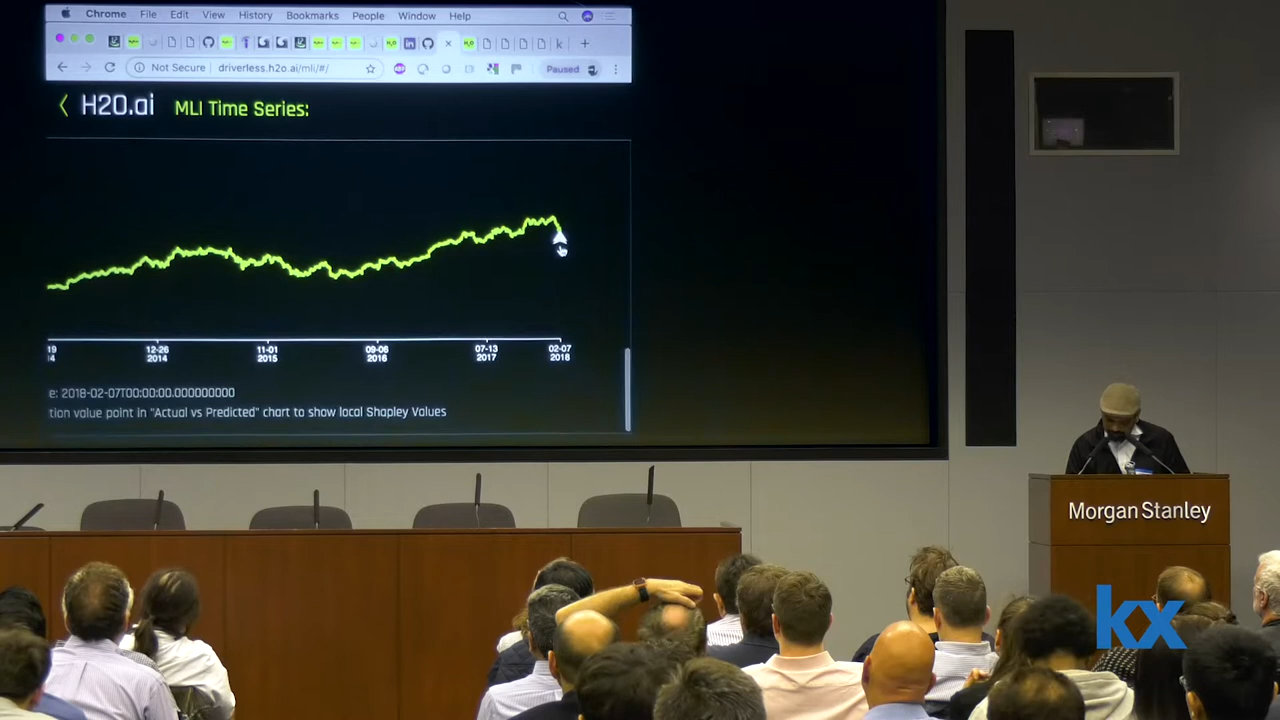 Chrome File Edit View History Bookmarks People Window Help
Not Secure driverless.h2o.ai/mli/#/ Paused
H2O.ai MLI Time Series:
19 12-26 11-01 09-06 07-13 02-07
4 2014 2015 2016 2017 2018
e: 2018-02-07T00:00:00.000000000
tion value point in "Actual vs Predicted" chart to show local Shapley Values
Morgan Stanley
kx